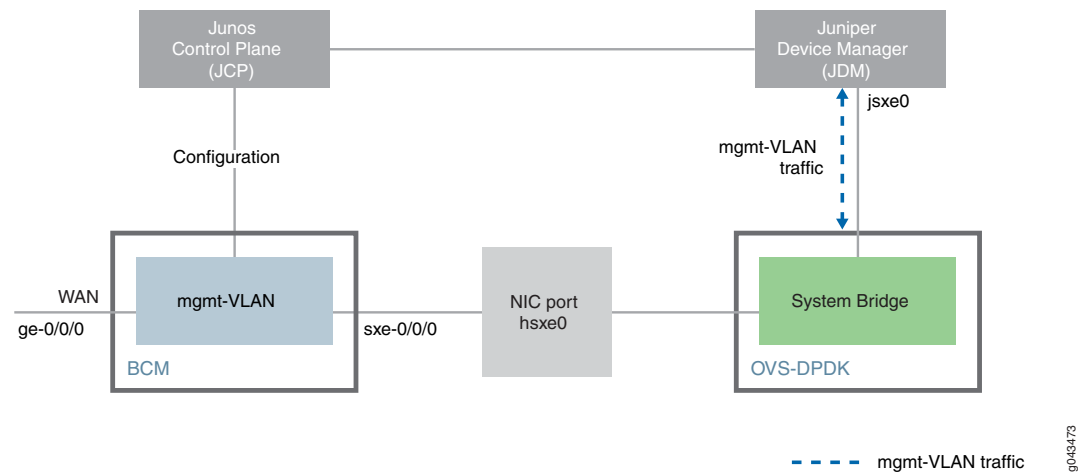 Junos
Control Plane
(JCP)
Juniper
Device Manager
(JDM)
jsxe0
mgmt-VLAN
traffic
Configuration
WAN
ge-0/0/0
mgmt-VLAN
sxe-0/0/0
BCM
NIC port
hsxe0
System Bridge
OVS-DPDK
mgmt-VLAN traffic
g043473